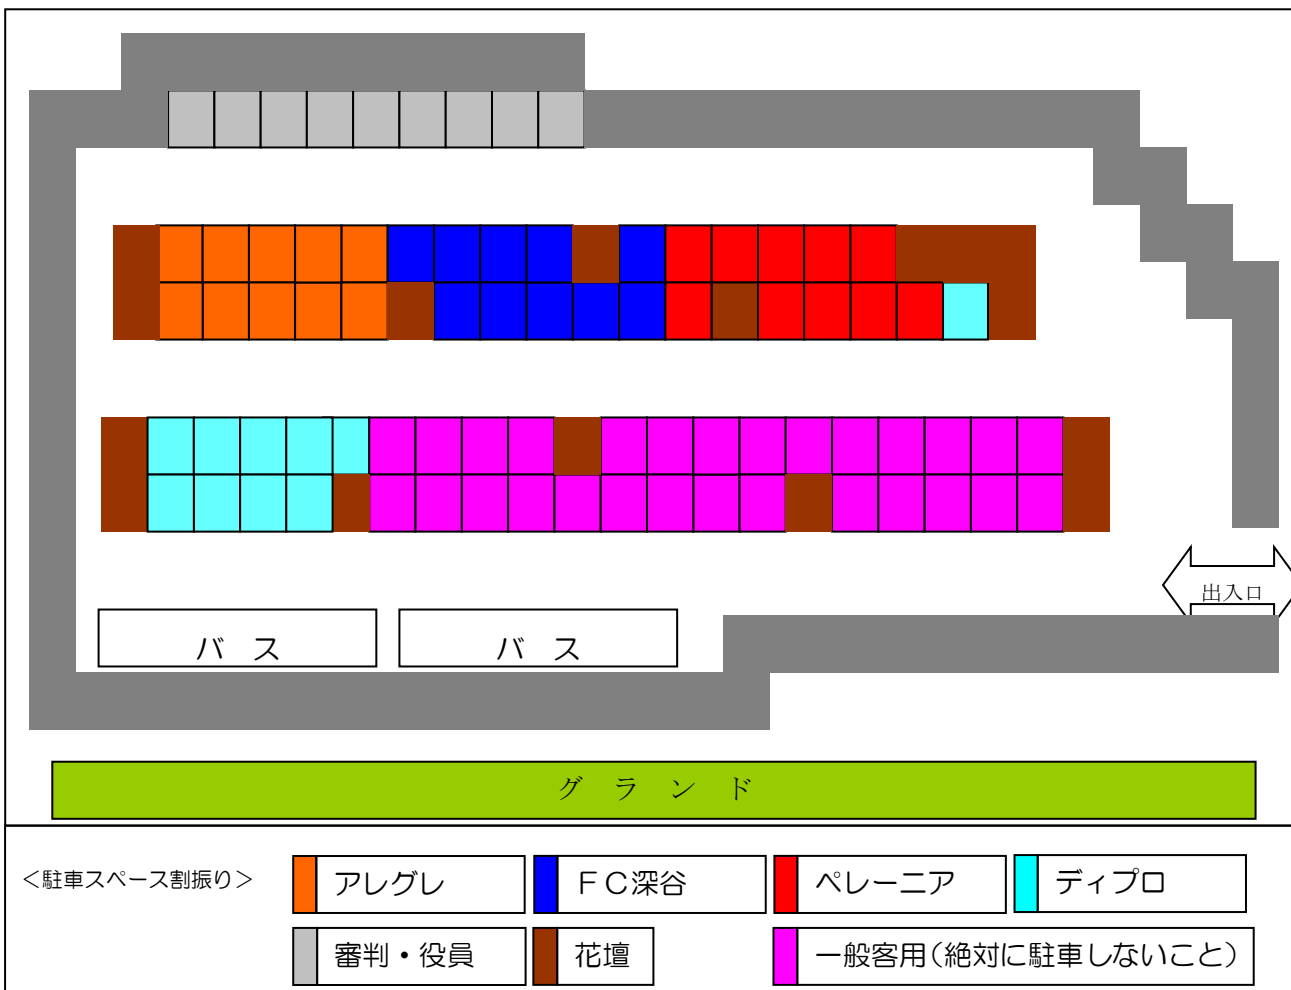 出入口
バ ス
バ ス
グ ラ ン ド
＜駐車スペース割振り＞
アレグレ
ＦＣ深谷
ペレーニア
ディプロ
審判・役員
花壇
一般客用（絶対に駐車しないこと）